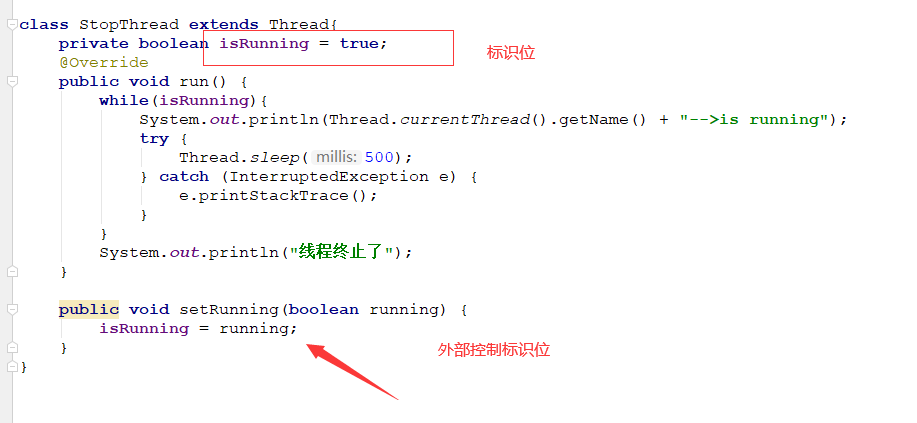 class StopThread extends Thread{
private boolean isRunning = true;
标识位
@Override
public void run() {
while(isRunning){
System.out.println(Thread.currentThread().getName() + "-->is running");
try {
Thread.sleep( millis: 500);
} catch (InterruptedException e) {
e.printStackTrace();
}
}
System.out.println("线程终止了");
}
public void setRunning(boolean running) {
isRunning = running;
外部控制标识位
}
}